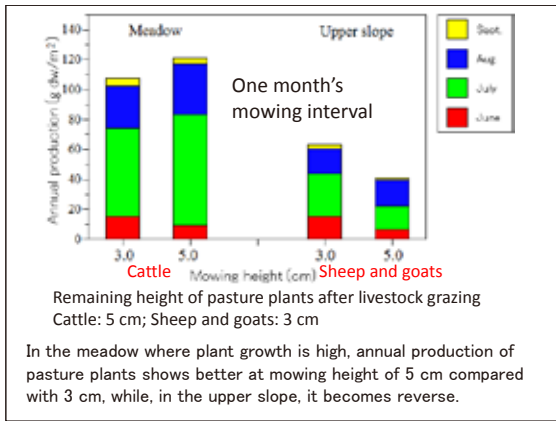 Meadow
Upper slope
Sept.
Aug
July
June
One month's
mowing interval
Annual production (g dw/m²)
140
120
100
80
60
40
20
0
3.0 5.0 3.0 5.0
Cattle Mowing height (cm) Sheep and goats
Remaining height of pasture plants after livestock grazing
Cattle: 5 cm; Sheep and goats: 3 cm
In the meadow where plant growth is high, annual production of
pasture plants shows better at mowing height of 5 cm compared
with 3 cm, while, in the upper slope, it becomes reverse.